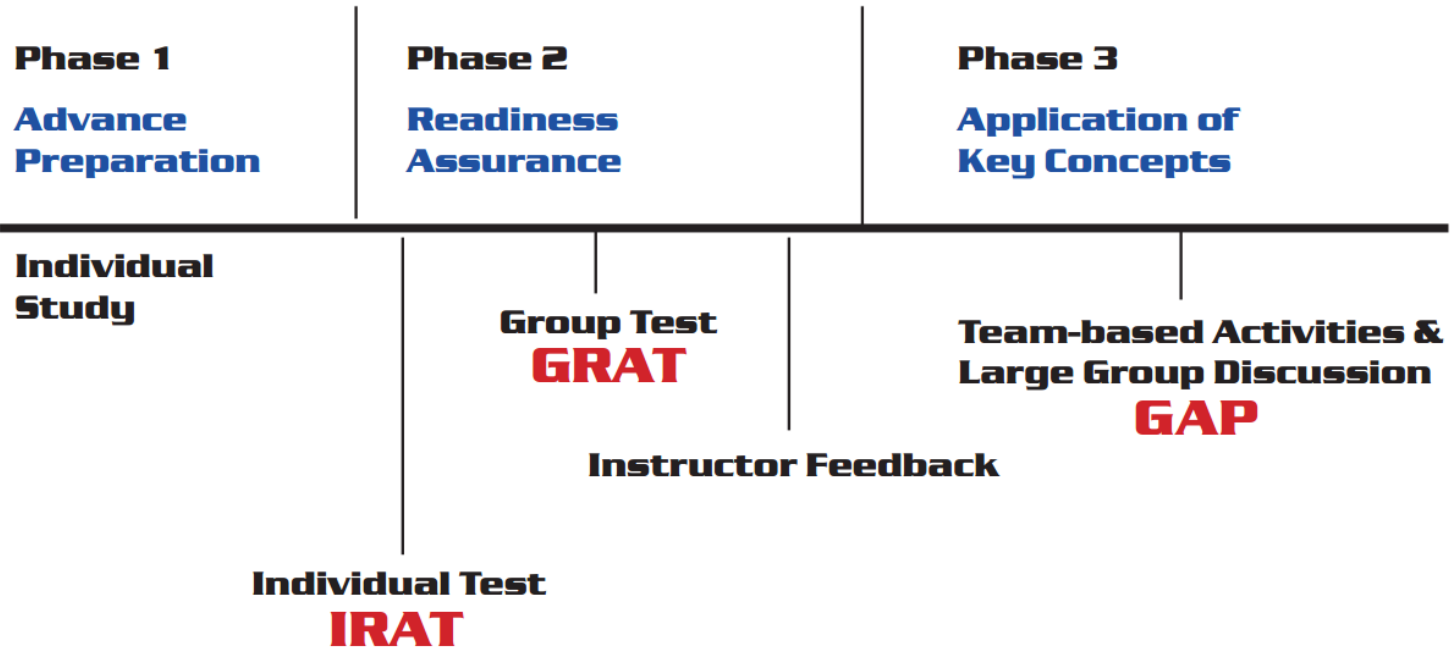 Phase 1
Advance
Preparation
Phase 2
Readiness
Assurance
Phase 3
Application of
Key Concepts
Individual
Study
Group Test
GRAT
Team-based Activities &
Large Group Discussion
GAP
Instructor Feedback
Individual Test
IRAT